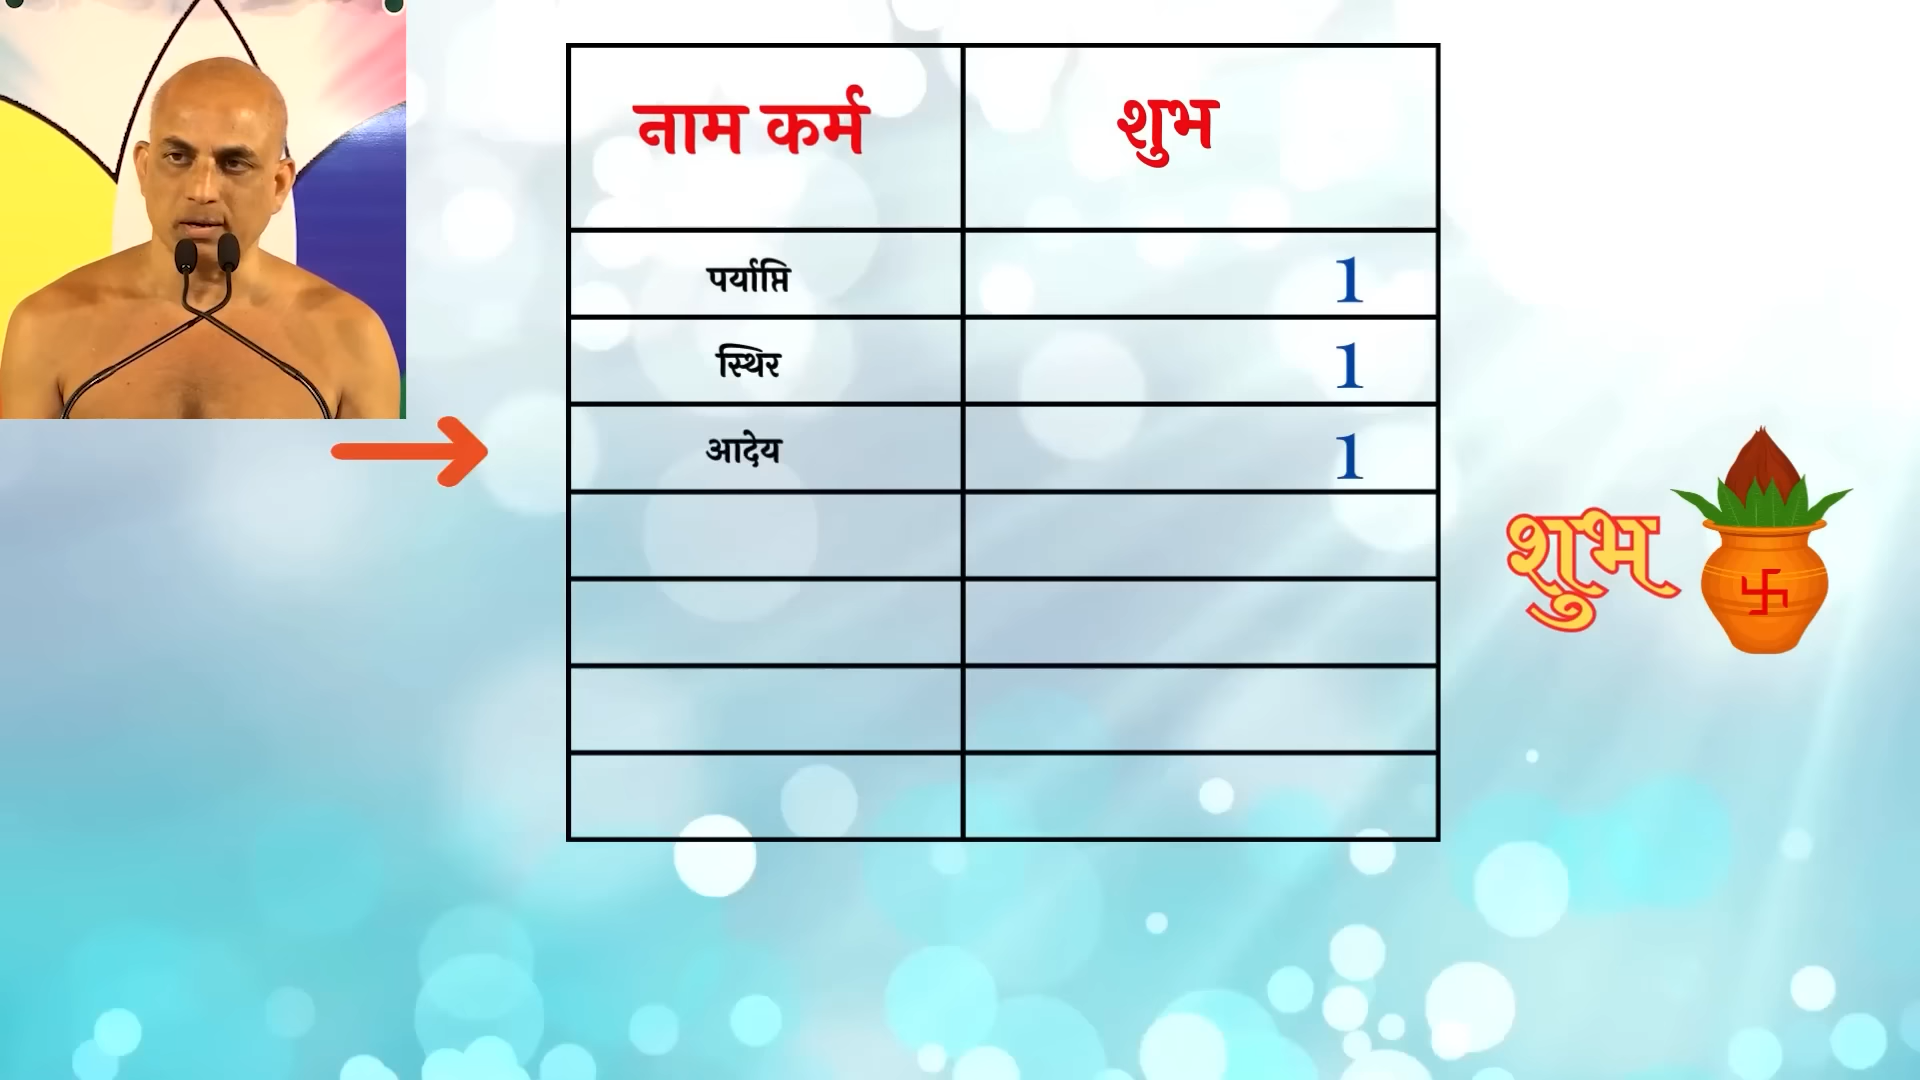 नाम कर्म शुभ
पर्याप्ति 1
स्थिर 1
आदेय 1
शुभ